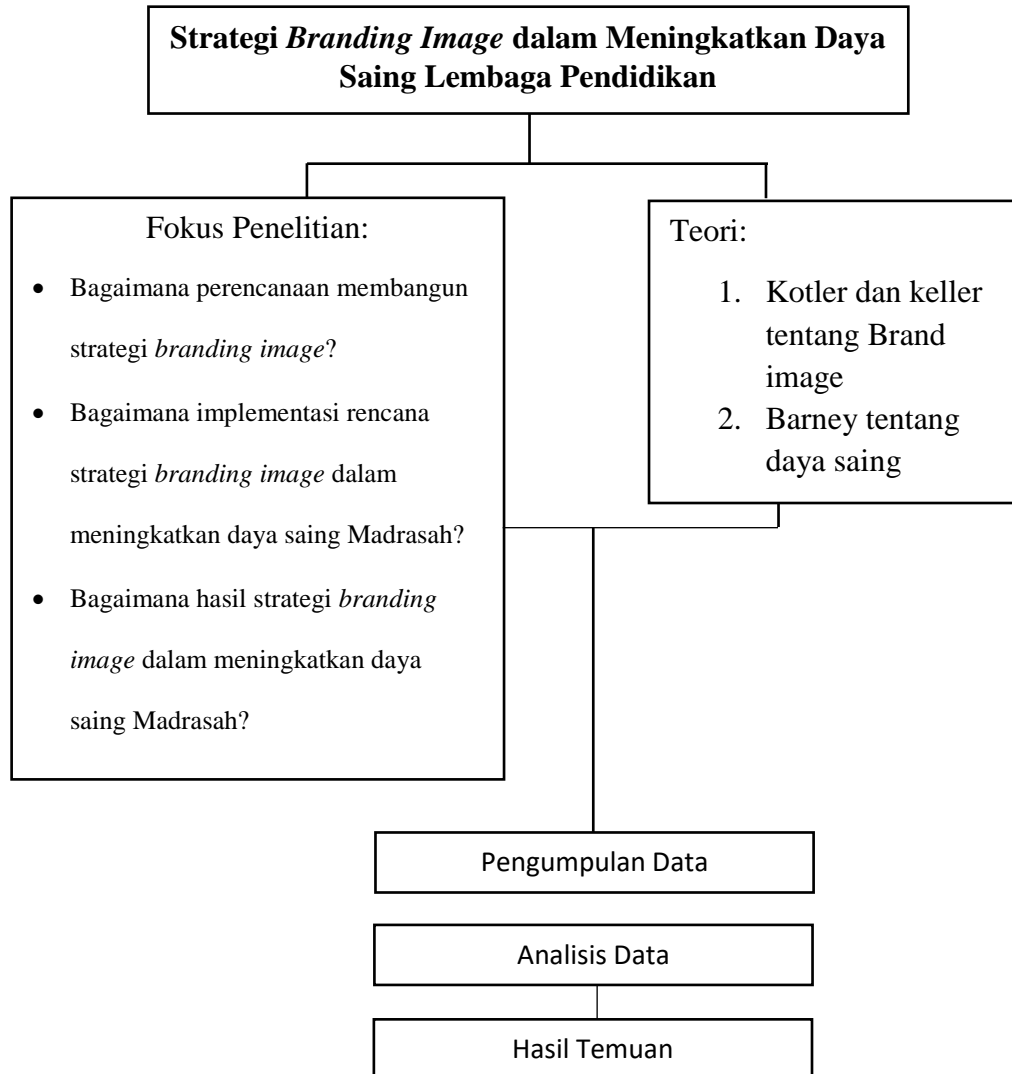 Strategi Branding Image dalam Meningkatkan Daya
Saing Lembaga Pendidikan
Fokus Penelitian:
• Bagaimana perencanaan membangun
strategi branding image?
• Bagaimana implementasi rencana
strategi branding image dalam
meningkatkan daya saing Madrasah?
• Bagaimana hasil strategi branding
image dalam meningkatkan daya
saing Madrasah?
Teori:
1. Kotler dan keller
tentang Brand
image
2. Barney tentang
daya saing
Pengumpulan Data
Analisis Data
Hasil Temuan